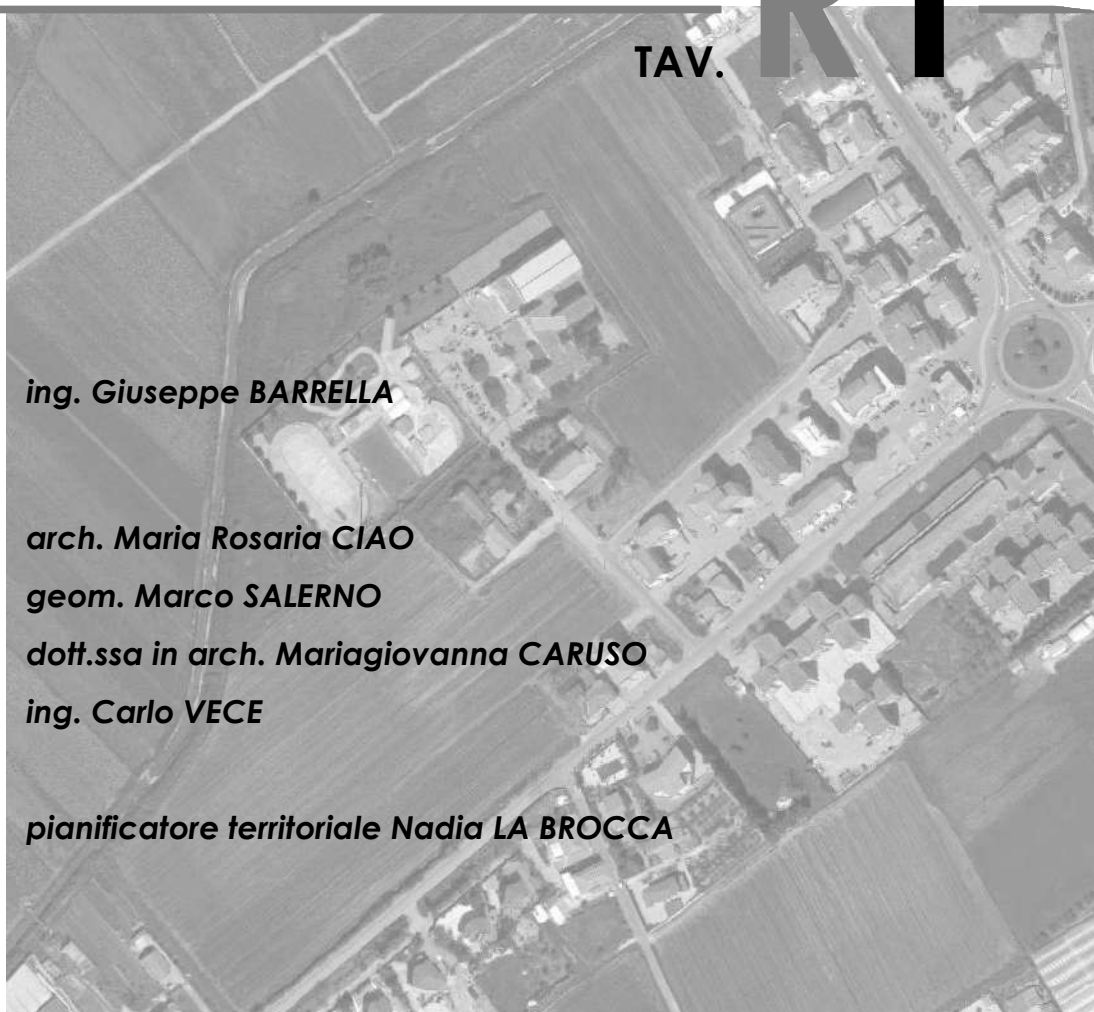 TAV. R
ing. Giuseppe BARRELLA
arch. Maria Rosaria CIAO
geom. Marco SALERNO
dott.ssa in arch. Mariagiovanna CARUSO
ing. Carlo VECE
pianificatore territoriale Nadia LA BROCCA